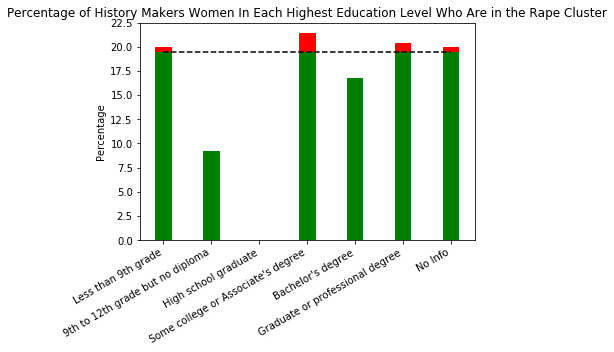 Percentage of History Makers Women In Each Highest Education Level Who Are in the Rape Cluster
Percentage
22.5
20.0
17.5
15.0
12.5
10.0
7.5
5.0
2.5
0.0
Less than 9th grade
9th to 12th grade but no diploma
High school graduate
Some college or Associate's degree
Bachelor's degree
Graduate or professional degree
No Info